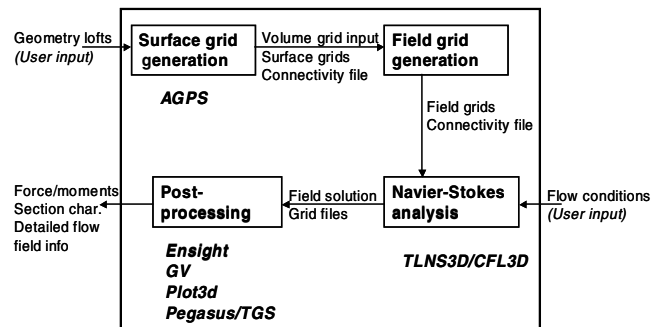 Geometry lofts
(User input)
Surface grid
generation
AGPS
Volume grid input
Surface grids
Connectivity file
Field grid
generation
Field grids
Connectivity file
Force/moments
Section char.
Detailed flow
field info
Post-
processing
Ensight
GV
Plot3d
Pegasus/TGS
Field solution
Grid files
Navier-Stokes
analysis
TLNS3D/CFL3D
Flow conditions
(User input)